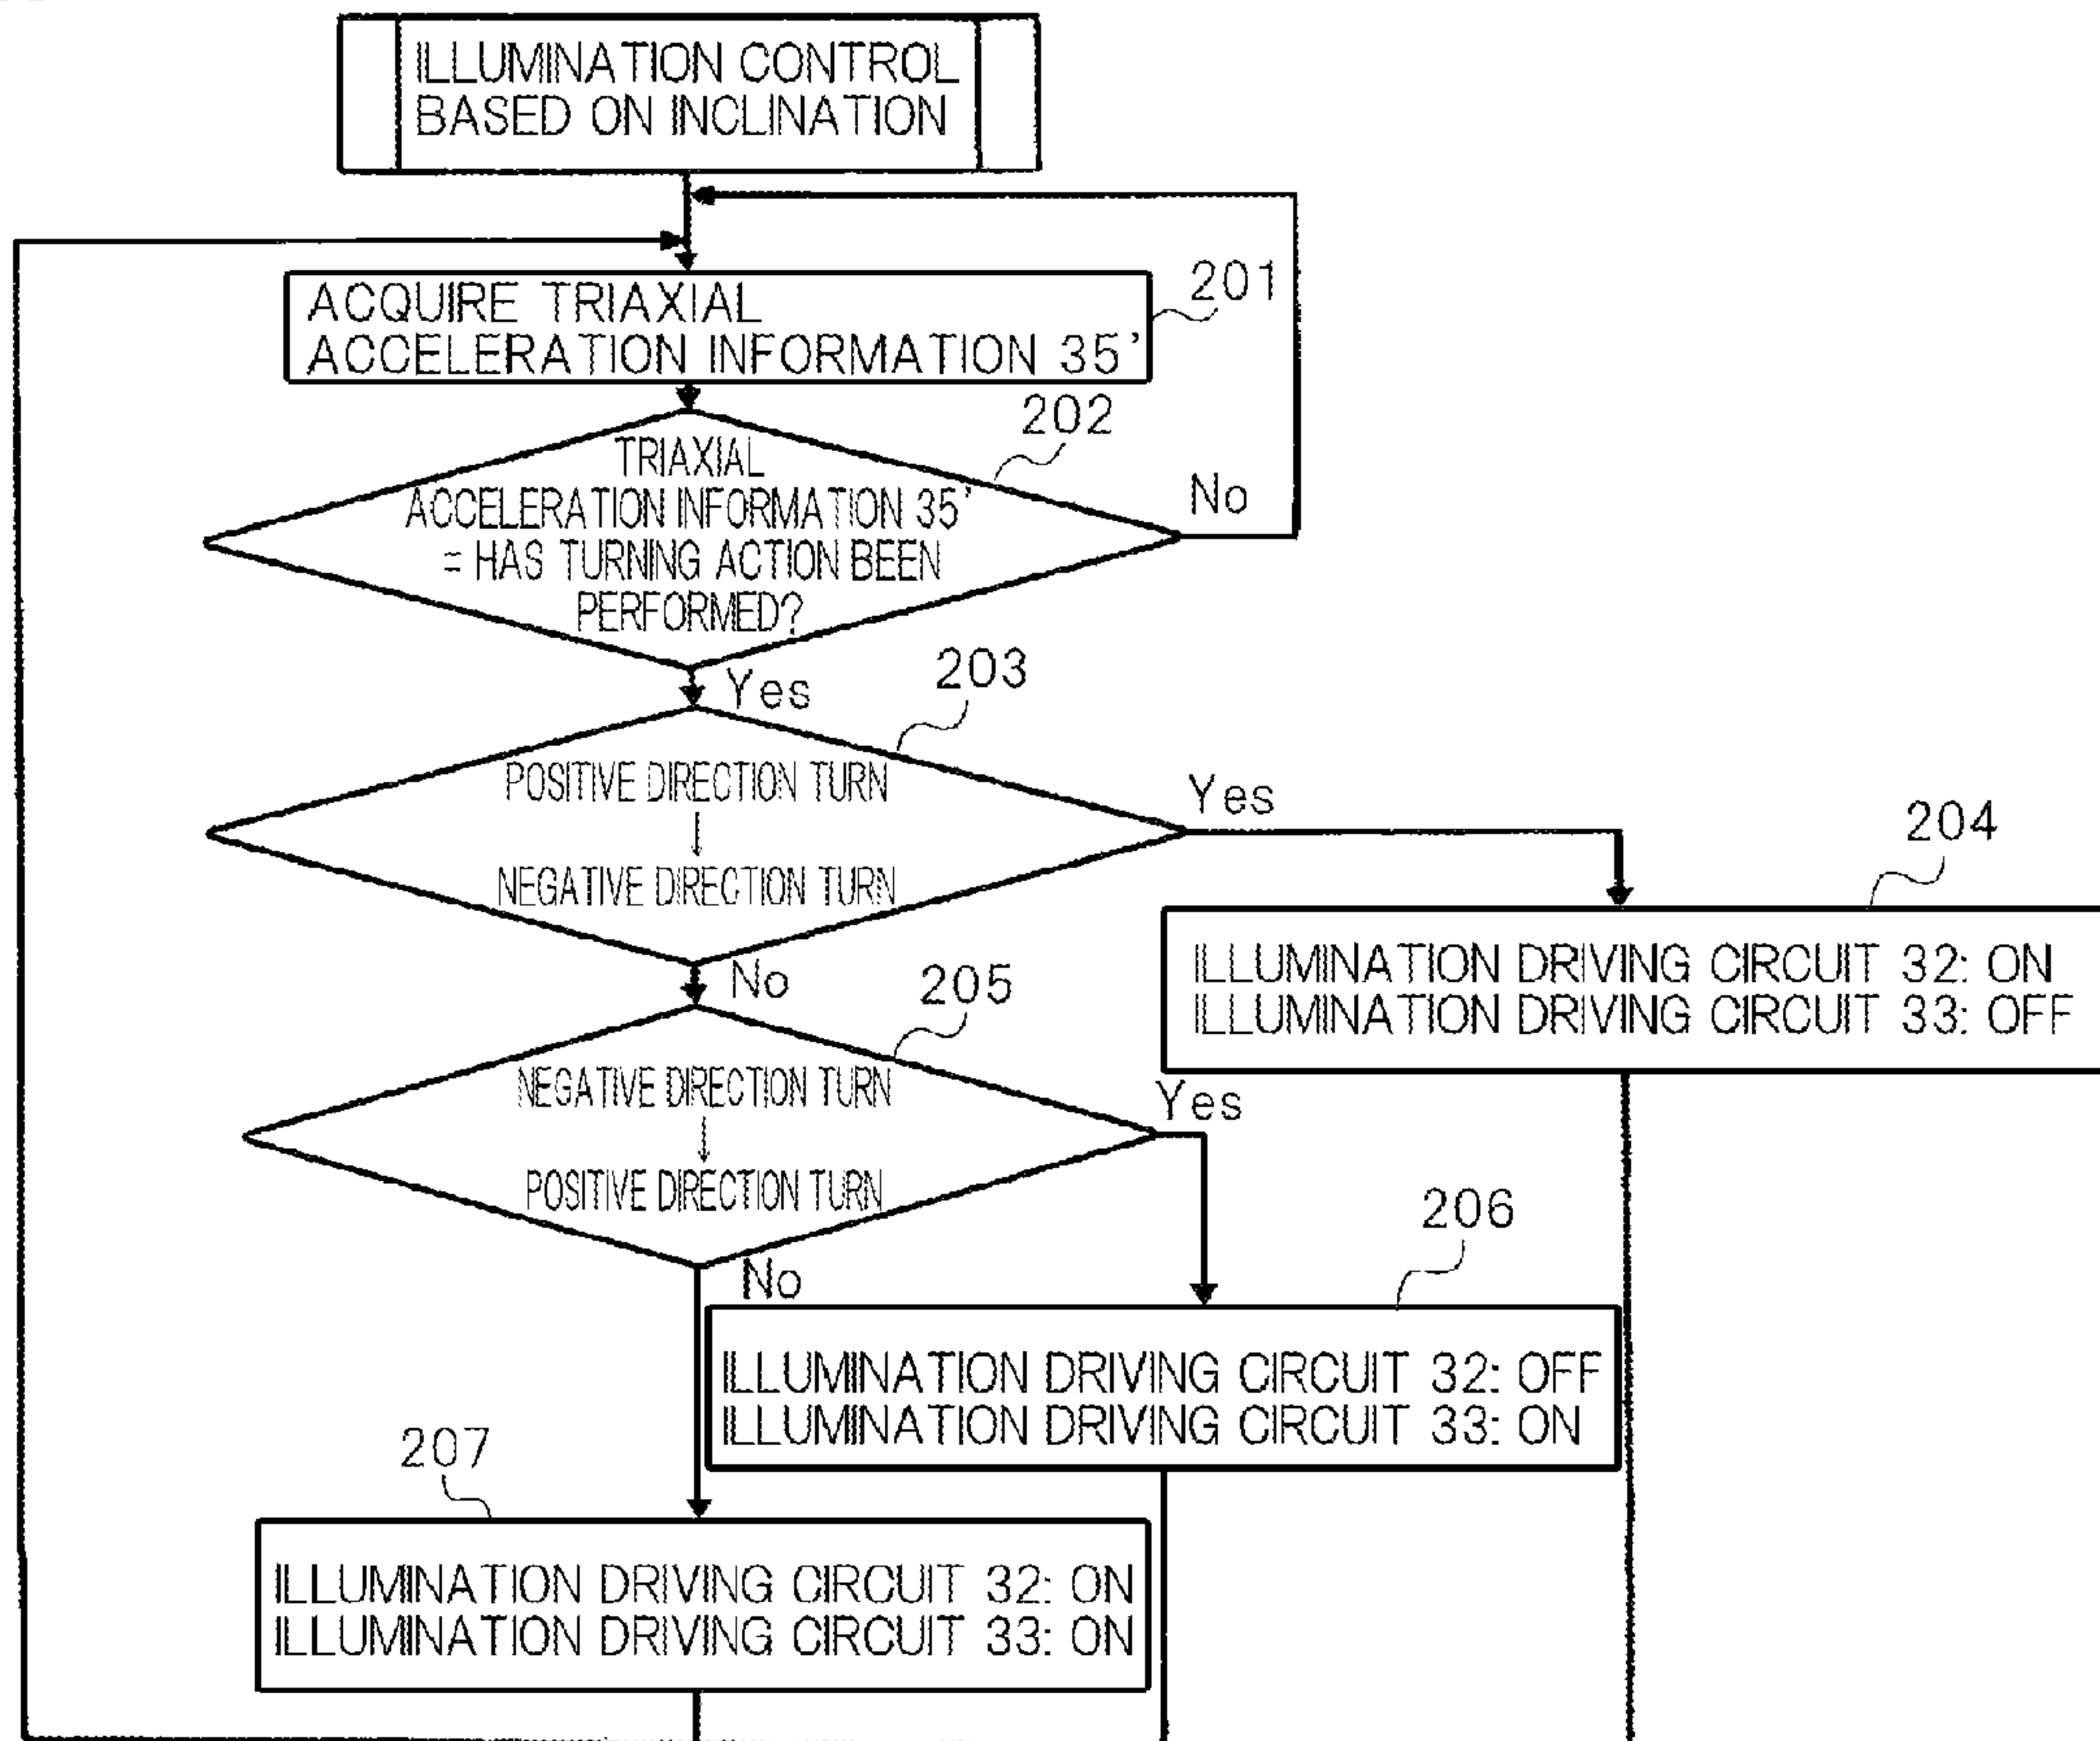 ILLUMINATION CONTROL
BASED ON INCLINATION
ACQUIRE TRIAXIAL
ACCELERATION INFORMATION 35'
201
TRIAXIAL
ACCELERATION INFORMATION 35'
= HAS TURNING ACTION BEEN
PERFORMED?
202
No
Yes
203
POSITIVE DIRECTION TURN
↓
NEGATIVE DIRECTION TURN
Yes
No
204
ILLUMINATION DRIVING CIRCUIT 32: ON
ILLUMINATION DRIVING CIRCUIT 33: OFF
205
NEGATIVE DIRECTION TURN
↓
POSITIVE DIRECTION TURN
Yes
No
206
ILLUMINATION DRIVING CIRCUIT 32: OFF
ILLUMINATION DRIVING CIRCUIT 33: ON
207
ILLUMINATION DRIVING CIRCUIT 32: ON
ILLUMINATION DRIVING CIRCUIT 33: ON